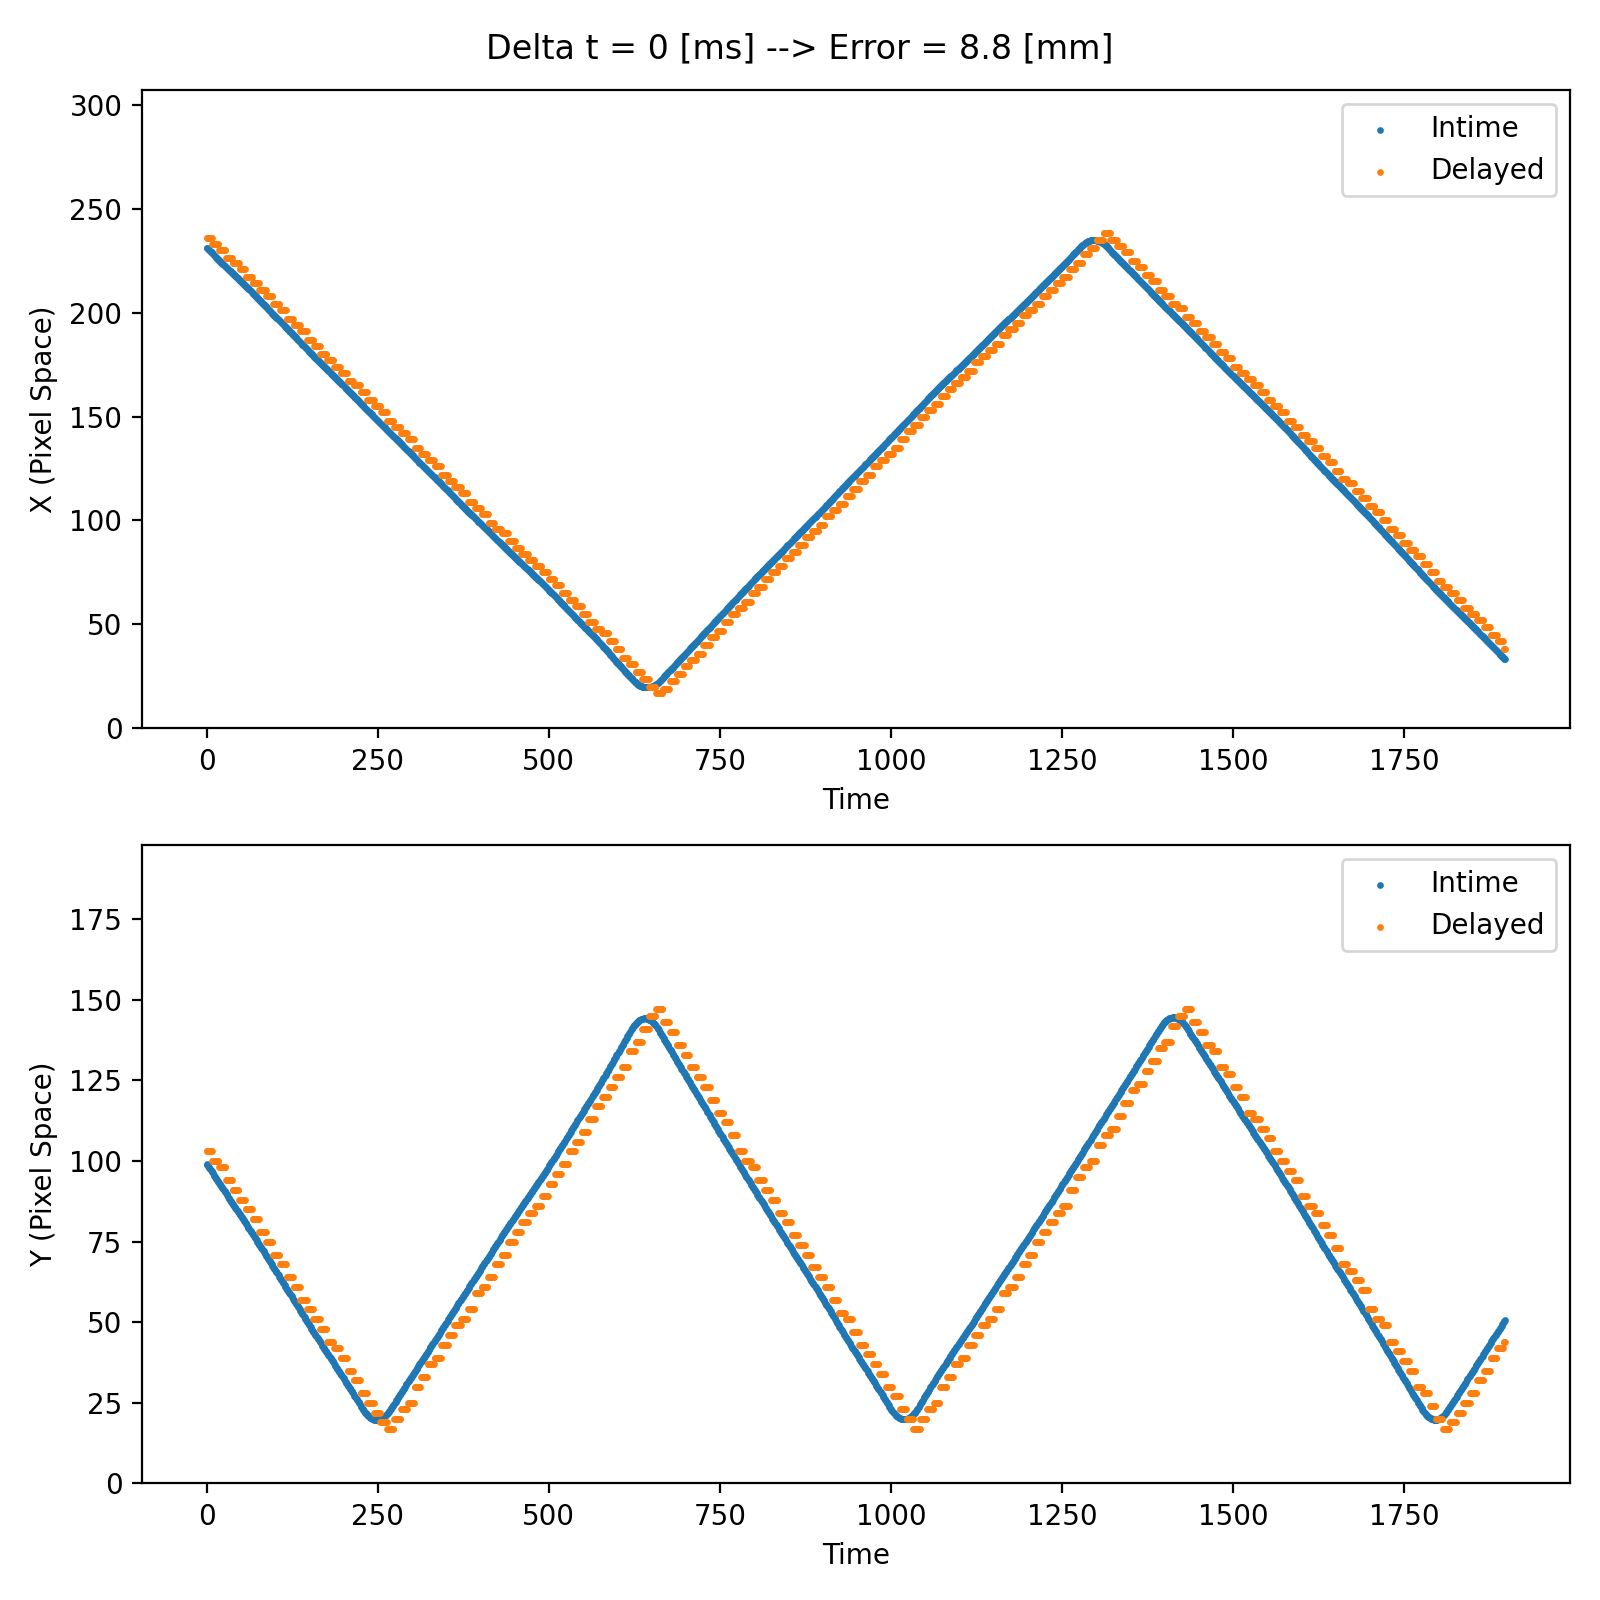 Delta t = 0 [ms] --> Error = 8.8 [mm]
300
250
200
150
100
50
0
X (Pixel Space)
Intime
Delayed
0 250 500 750 1000 1250 1500 1750
Time
175
150
125
100
75
50
25
0
Y (Pixel Space)
Intime
Delayed
0 250 500 750 1000 1250 1500 1750
Time